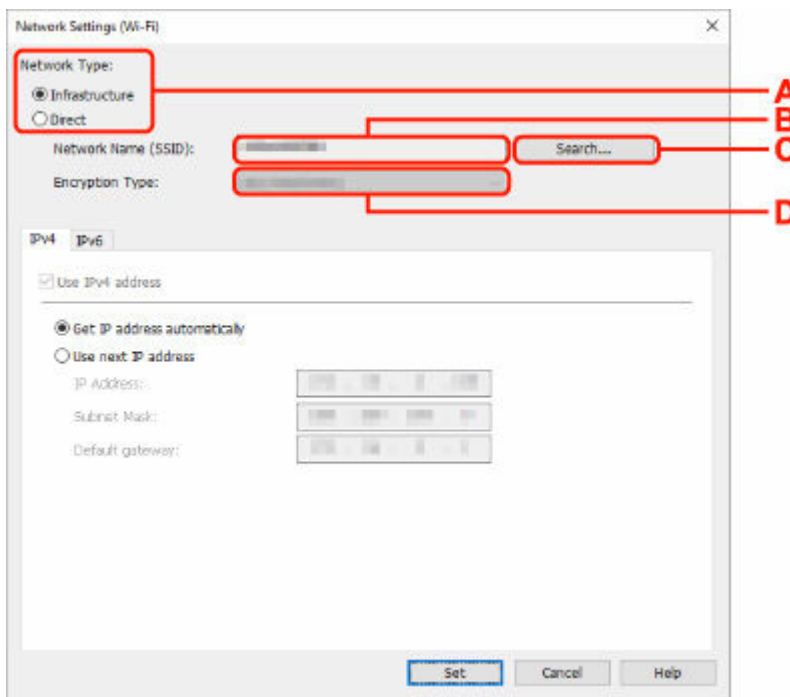 Network Settings (Wi-Fi)
Network Type:
Infrastructure
Direct
Network Name (SSID):
Search...
Encryption Type:
A
B
C
D
IPv4 IPv6
Use IPv4 address
Get IP address automatically
Use next IP address
IP Address:
Subnet Mask:
Default gateway:
Set Cancel Help